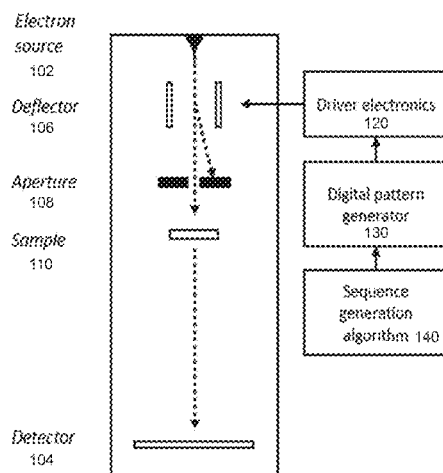 Electron
source
102
Deflector
106
Aperture
108
Sample
110
Detector
104
Driver electronics
120
Digital pattern
generator
130
Sequence
generation
algorithm 140